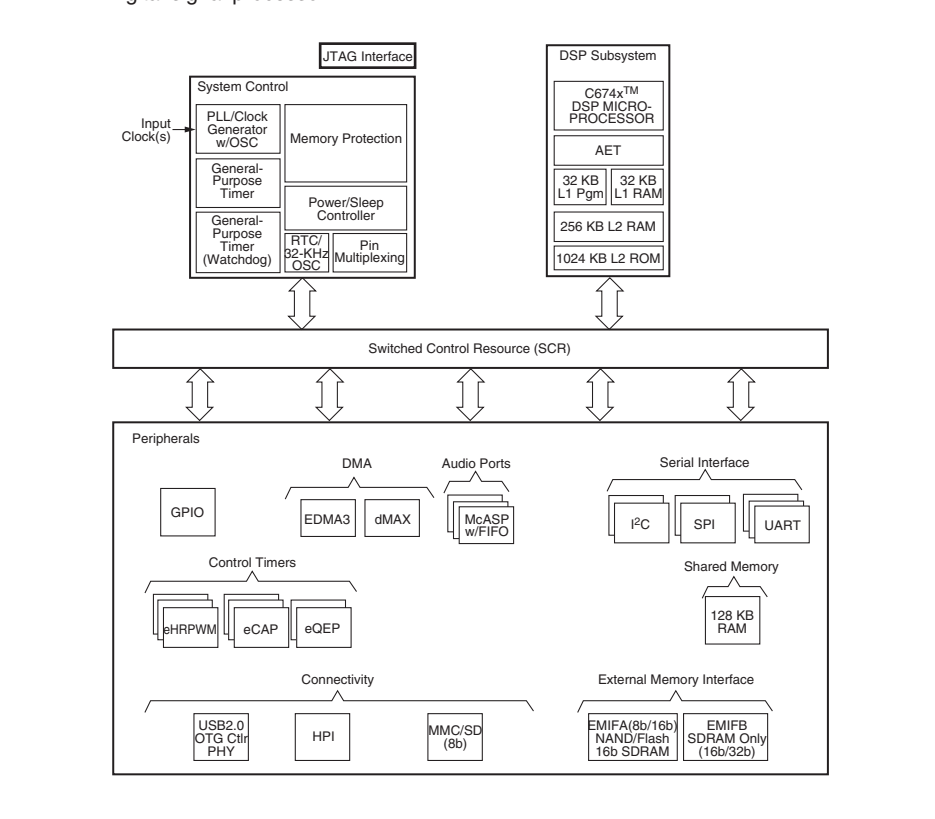 JTAG Interface
System Control
Input
Clock(s)
PLL/Clock
Generator
w/OSC
General-
Purpose
Timer
General-
Purpose
Timer
(Watchdog)
Memory Protection
Power/Sleep
Controller
RTC/
32-KHz
OSC
Pin
Multiplexing
DSP Subsystem
C674x™
DSP MICRO-
PROCESSOR
AET
32 KB
L1 Pgm
32 KB
L1 RAM
256 KB L2 RAM
1024 KB L2 ROM
Switched Control Resource (SCR)
Peripherals
GPIO
DMA
EDMA3
dMAX
Audio Ports
McASP
w/FIFO
Serial Interface
I²C
SPI
UART
Control Timers
eHRPWM
eCAP
eQEP
Shared Memory
128 KB
RAM
Connectivity
USB2.0
OTG Ctlr
PHY
HPI
MMC/SD
(8b)
External Memory Interface
EMIFA(8b/16b)
NAND/Flash
16b SDRAM
EMIFB
SDRAM Only
(16b/32b)